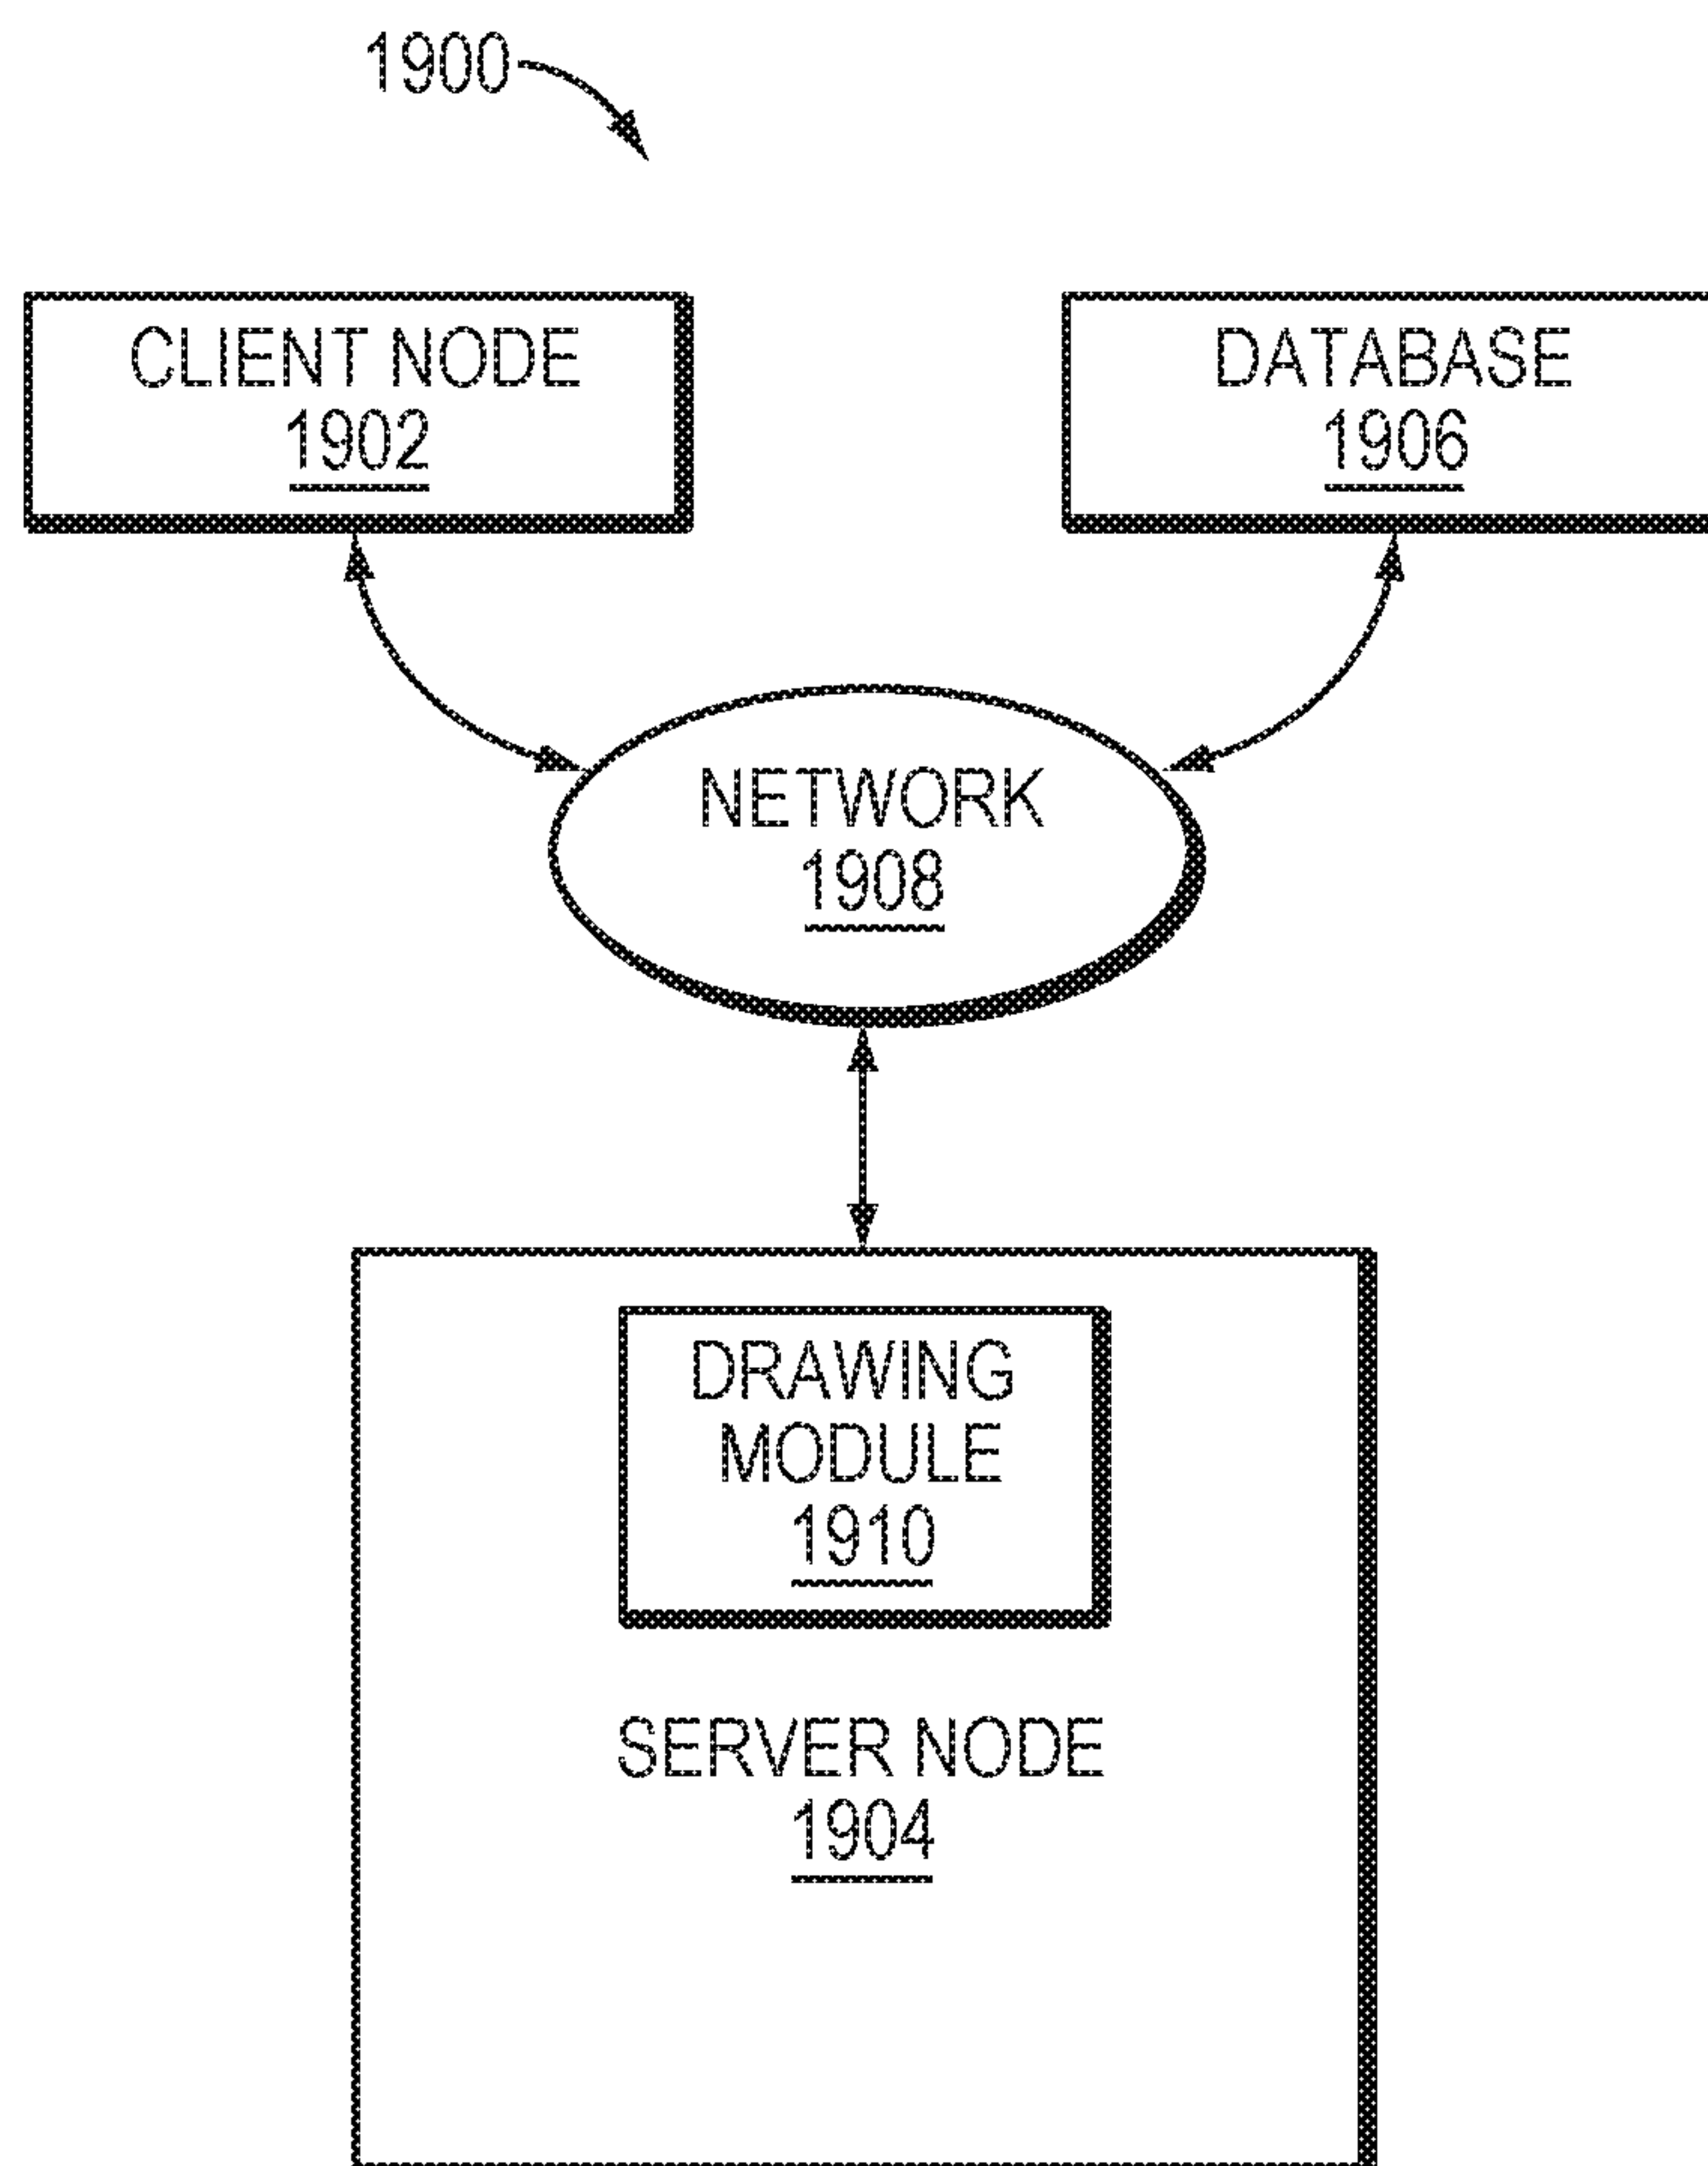 1900
CLIENT NODE
1902
DATABASE
1906
NETWORK
1908
DRAWING
MODULE
1910
SERVER NODE
1904